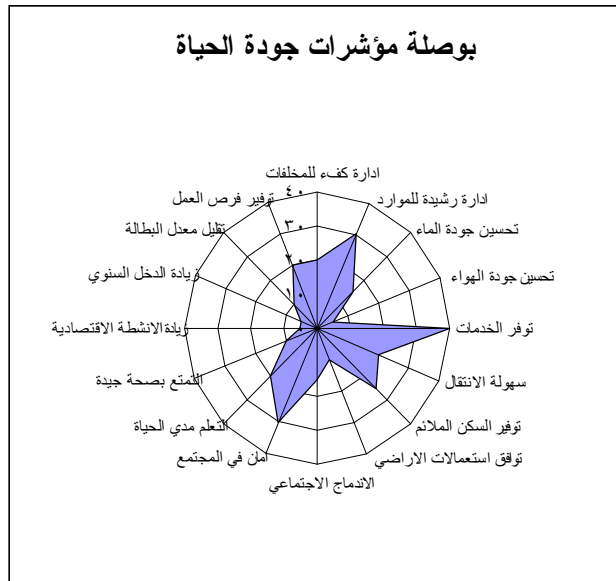 بوصلة مؤشرات جودة الحياة
ادارة كفء للمخلفات
ادارة رشيدة للموارد
تحسين جودة الماء
تحسين جودة الهواء
توفر الخدمات
سهولة الانتقال
توفير السكن الملائم
توافق استعمالات الاراضي
الاندماج الاجتماعي
أمان في المجتمع
التعلم مدي الحياة
التمتع بصحة جيدة
زيادة الانشطة الاقتصادية
زيادة الدخل السنوي
تقليل معدل البطالة
توفير فرص العمل
٤٠
٣٠
٢٠
١٠
٠